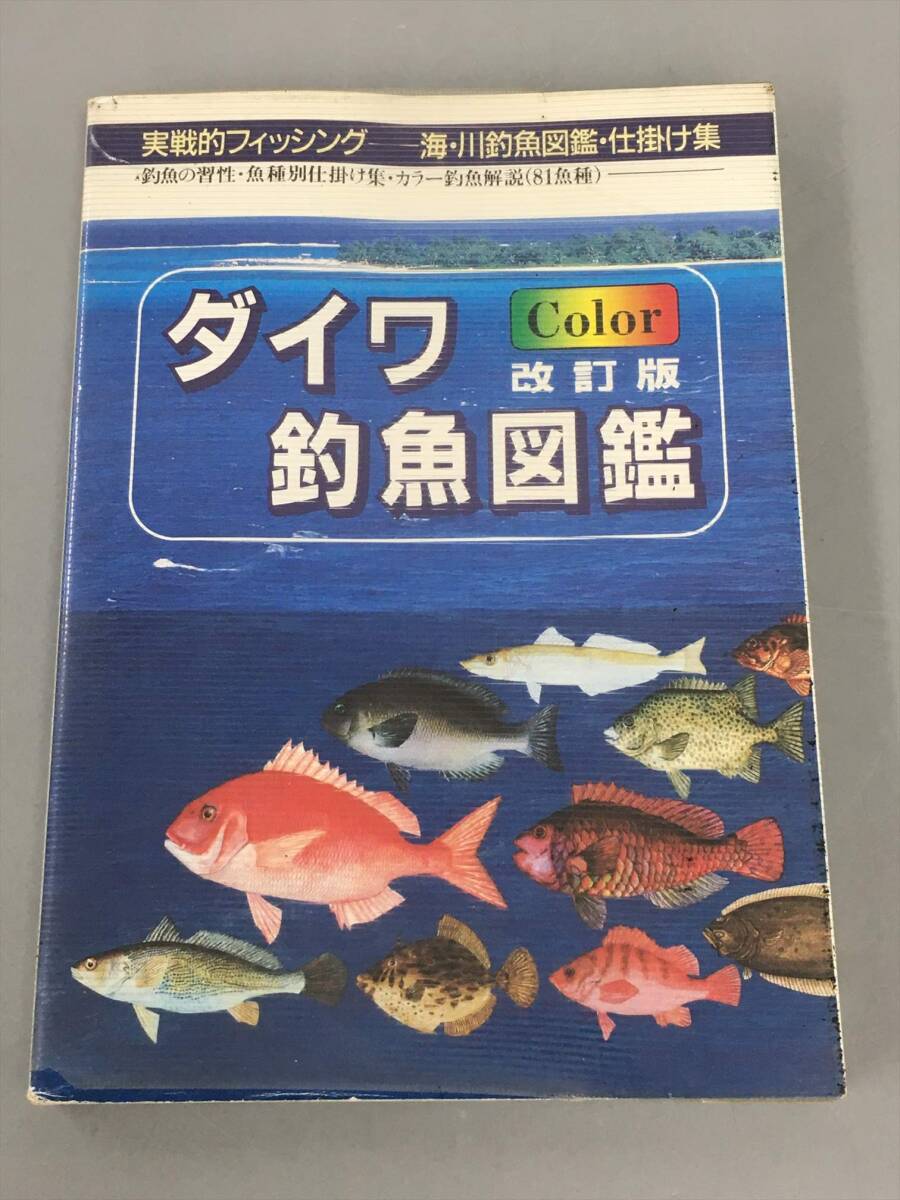 実戦的フィッシング 海・川釣魚図鑑・仕掛け集
釣魚の習性・魚種別仕掛け集・カラー釣魚解説(81魚種)
ダイワ
Color
改訂版
釣魚図鑑